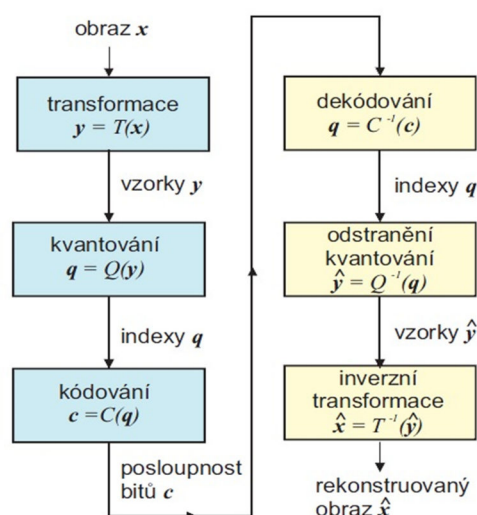 obraz x
transformace
y = T(x)
vzorky y
kvantování
q = Q(y)
indexy q
kódování
c =C(q)
posloupnost
bitů c
dekódování
q = C⁻¹(c)
indexy q
odstranění
kvantování
ŷ = Q⁻¹(q)
vzorky ŷ
inverzní
transformace
x̂ = T⁻¹(ŷ)
rekonstruovaný
obraz x̂